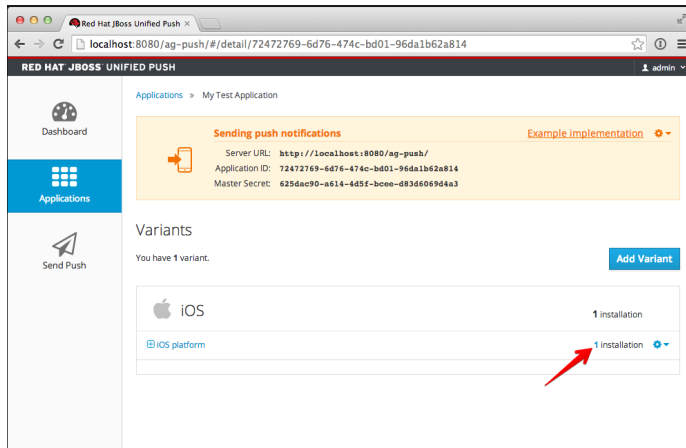 Red Hat JBoss Unified Push
localhost:8080/ag-push/#/detail/72472769-6d76-474c-bd01-96da1b62a814
RED HAT JBOSS UNIFIED PUSH
admin
Applications » My Test Application
Dashboard
Sending push notifications
Example implementation
Server URL: http://localhost:8080/ag-push/
Application ID: 72472769-6d76-474c-bd01-96da1b62a814
Master Secret: 625dac90-a614-4d5f-bcee-d83d6069d4a3
Applications
Variants
Send Push
You have 1 variant.
Add Variant
iOS
1 installation
iOS platform
1 installation